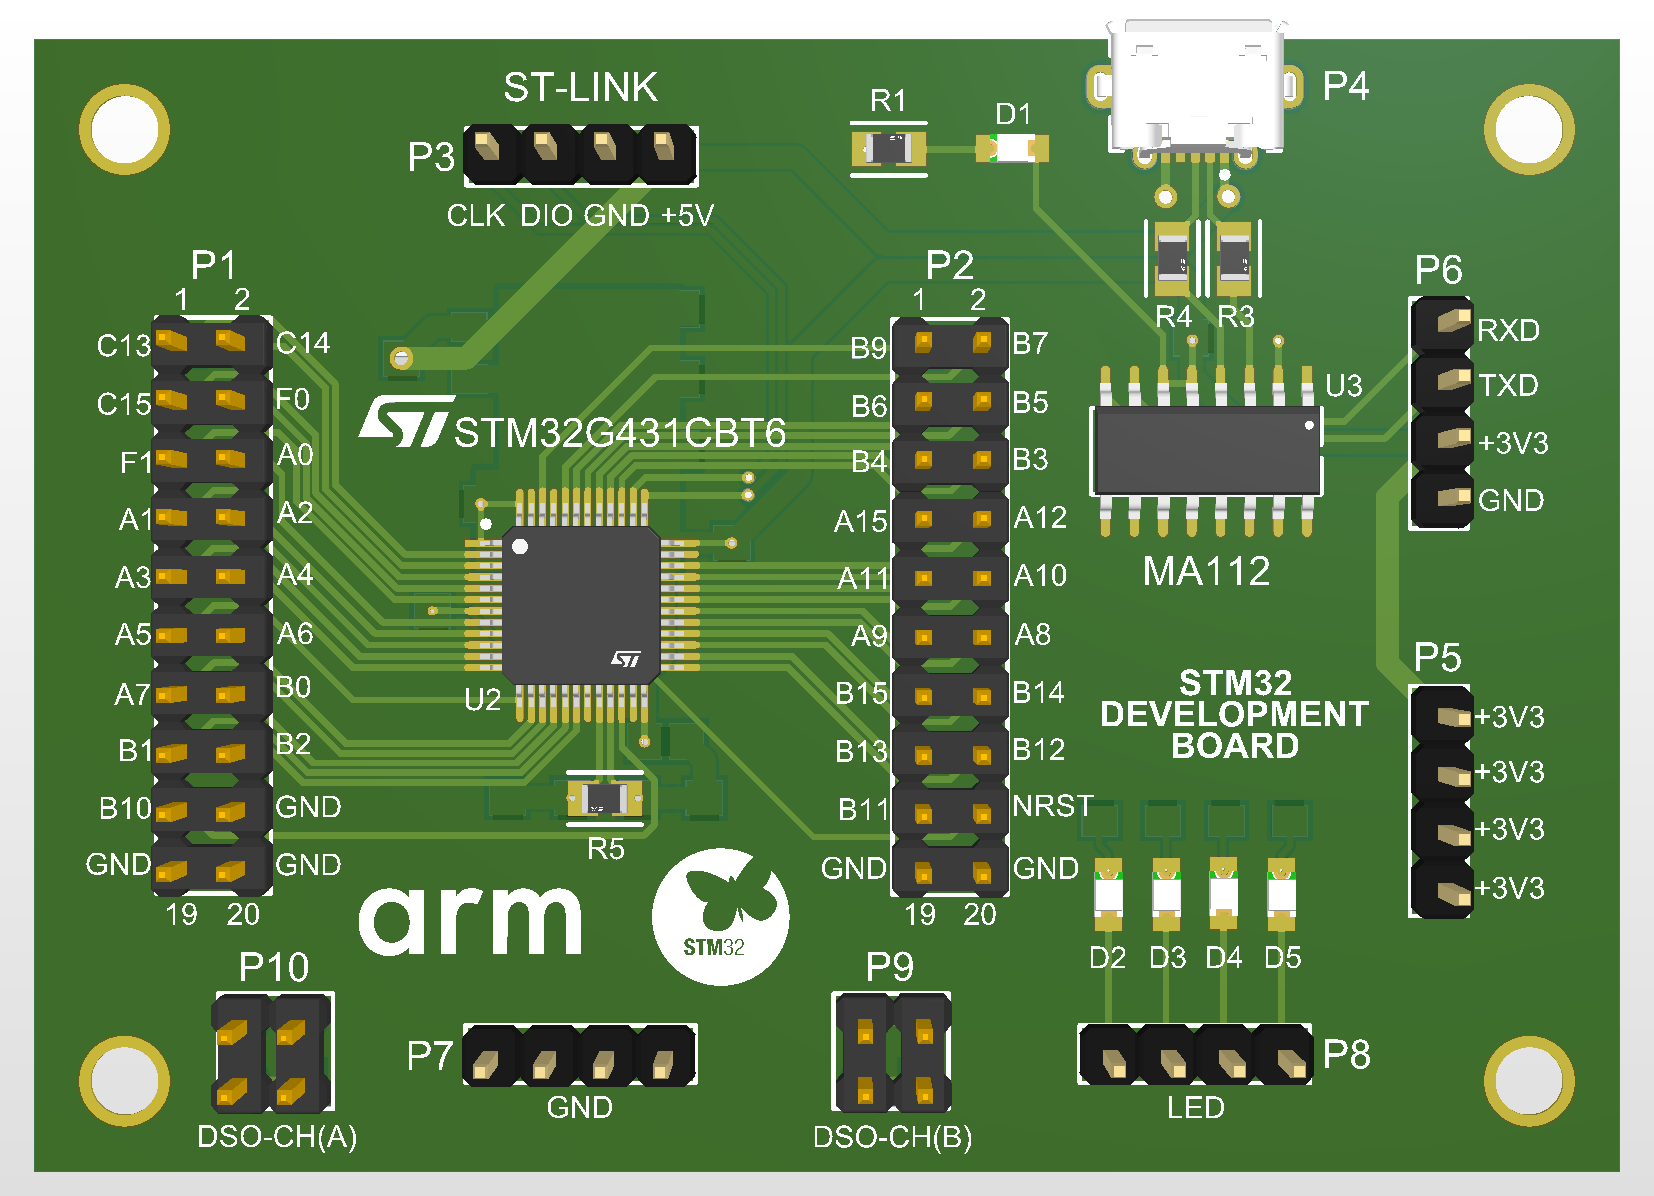 ST-LINK
P3
CLK DIO GND +5V
R1
D1
P4
R4 R3
P1
1 2
C13 C14
C15 F0
F1 A0
A1 A2
A3 A4
A5 A6
A7 B0
B1 B2
B10 GND
GND GND
19 20
ST STM32G431CBT6
ST
U2
R5
P2
1 2
B9 B7
B6 B5
B4 B3
A15 A12
A11 A10
A9 A8
B15 B14
B13 B12
B11 NRST
GND GND
19 20
U3
MA112
P6
RXD
TXD
+3V3
GND
STM32
DEVELOPMENT
BOARD
P5
+3V3
+3V3
+3V3
+3V3
arm
STM32
D2 D3 D4 D5
P10
DSO-CH(A)
P7
GND
P9
DSO-CH(B)
P8
LED